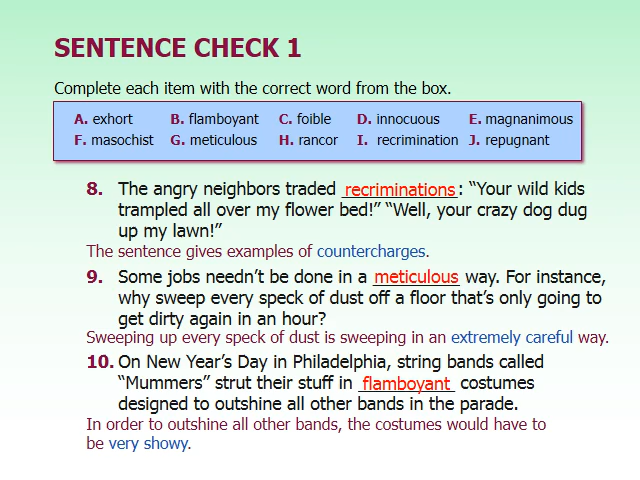 SENTENCE CHECK 1
Complete each item with the correct word from the box.
A. exhort B. flamboyant C. foible D. innocuous E. magnanimous
F. masochist G. meticulous H. rancor I. recrimination J. repugnant
8. The angry neighbors traded recriminations: “Your wild kids
trampled all over my flower bed!” “Well, your crazy dog dug
up my lawn!”
The sentence gives examples of countercharges.
9. Some jobs needn’t be done in a meticulous way. For instance,
why sweep every speck of dust off a floor that’s only going to
get dirty again in an hour?
Sweeping up every speck of dust is sweeping in an extremely careful way.
10. On New Year’s Day in Philadelphia, string bands called
“Mummers” strut their stuff in flamboyant costumes
designed to outshine all other bands in the parade.
In order to outshine all other bands, the costumes would have to
be very showy.